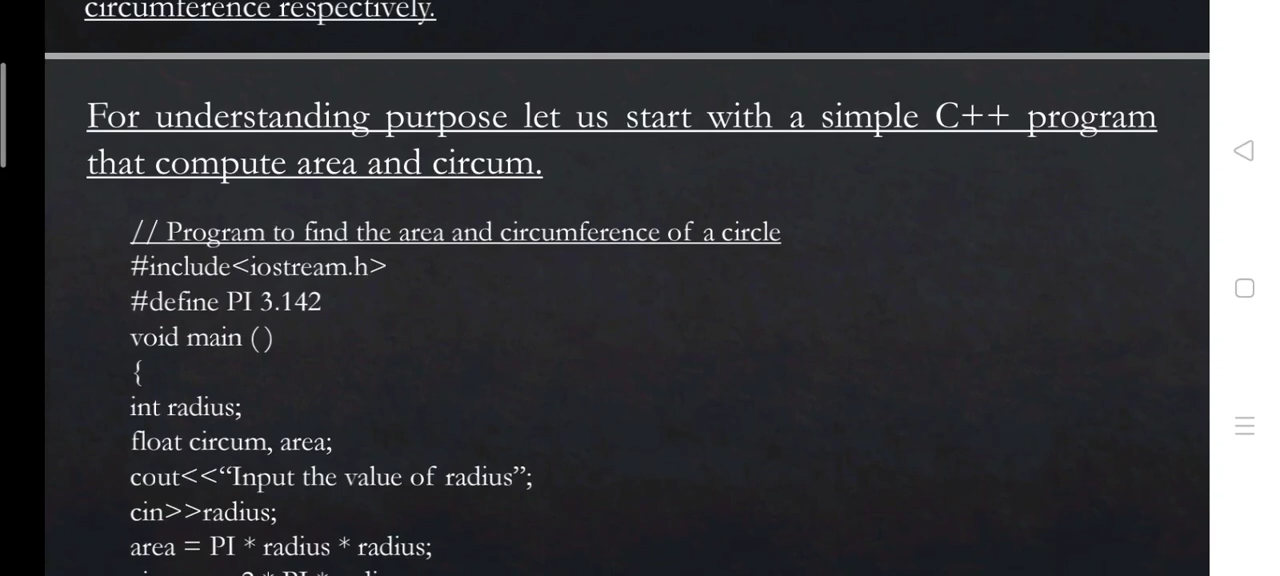 circumference respectively.
For understanding purpose let us start with a simple C++ program
that compute area and circum.
// Program to find the area and circumference of a circle
#include<iostream.h>
#define PI 3.142
void main ()
{
int radius;
float circum, area;
cout<<“Input the value of radius”;
cin>>radius;
area = PI * radius * radius;